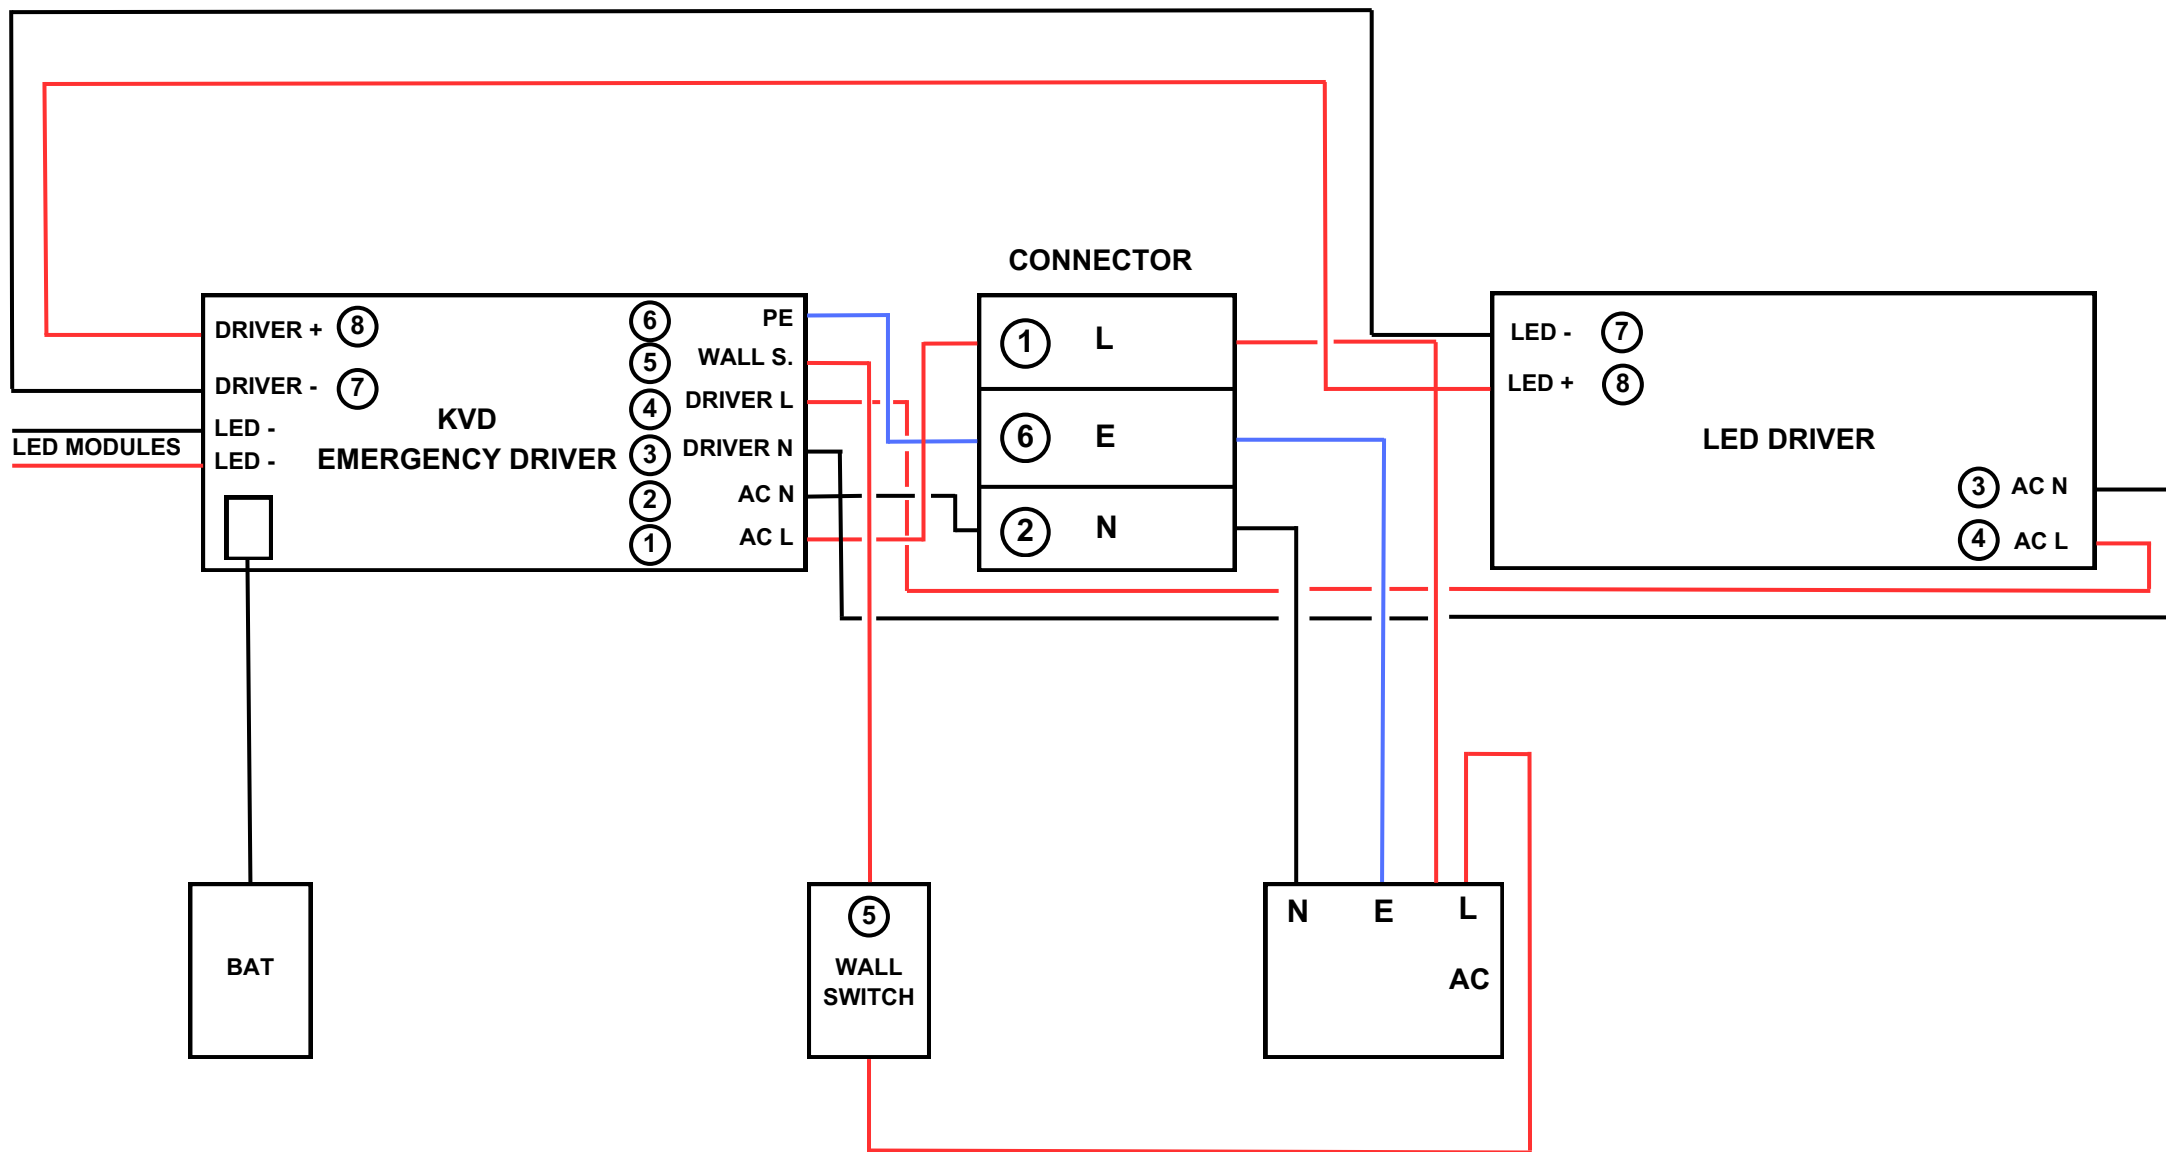 CONNECTOR
DRIVER + 8
DRIVER - 7
LED -
LED MODULES
LED -
KVD
EMERGENCY DRIVER
6 PE
5 WALL S.
4 DRIVER L
3 DRIVER N
2 AC N
1 AC L
1 L
6 E
2 N
LED - 7
LED + 8
LED DRIVER
3 AC N
4 AC L
BAT
5
WALL
SWITCH
N E L
AC